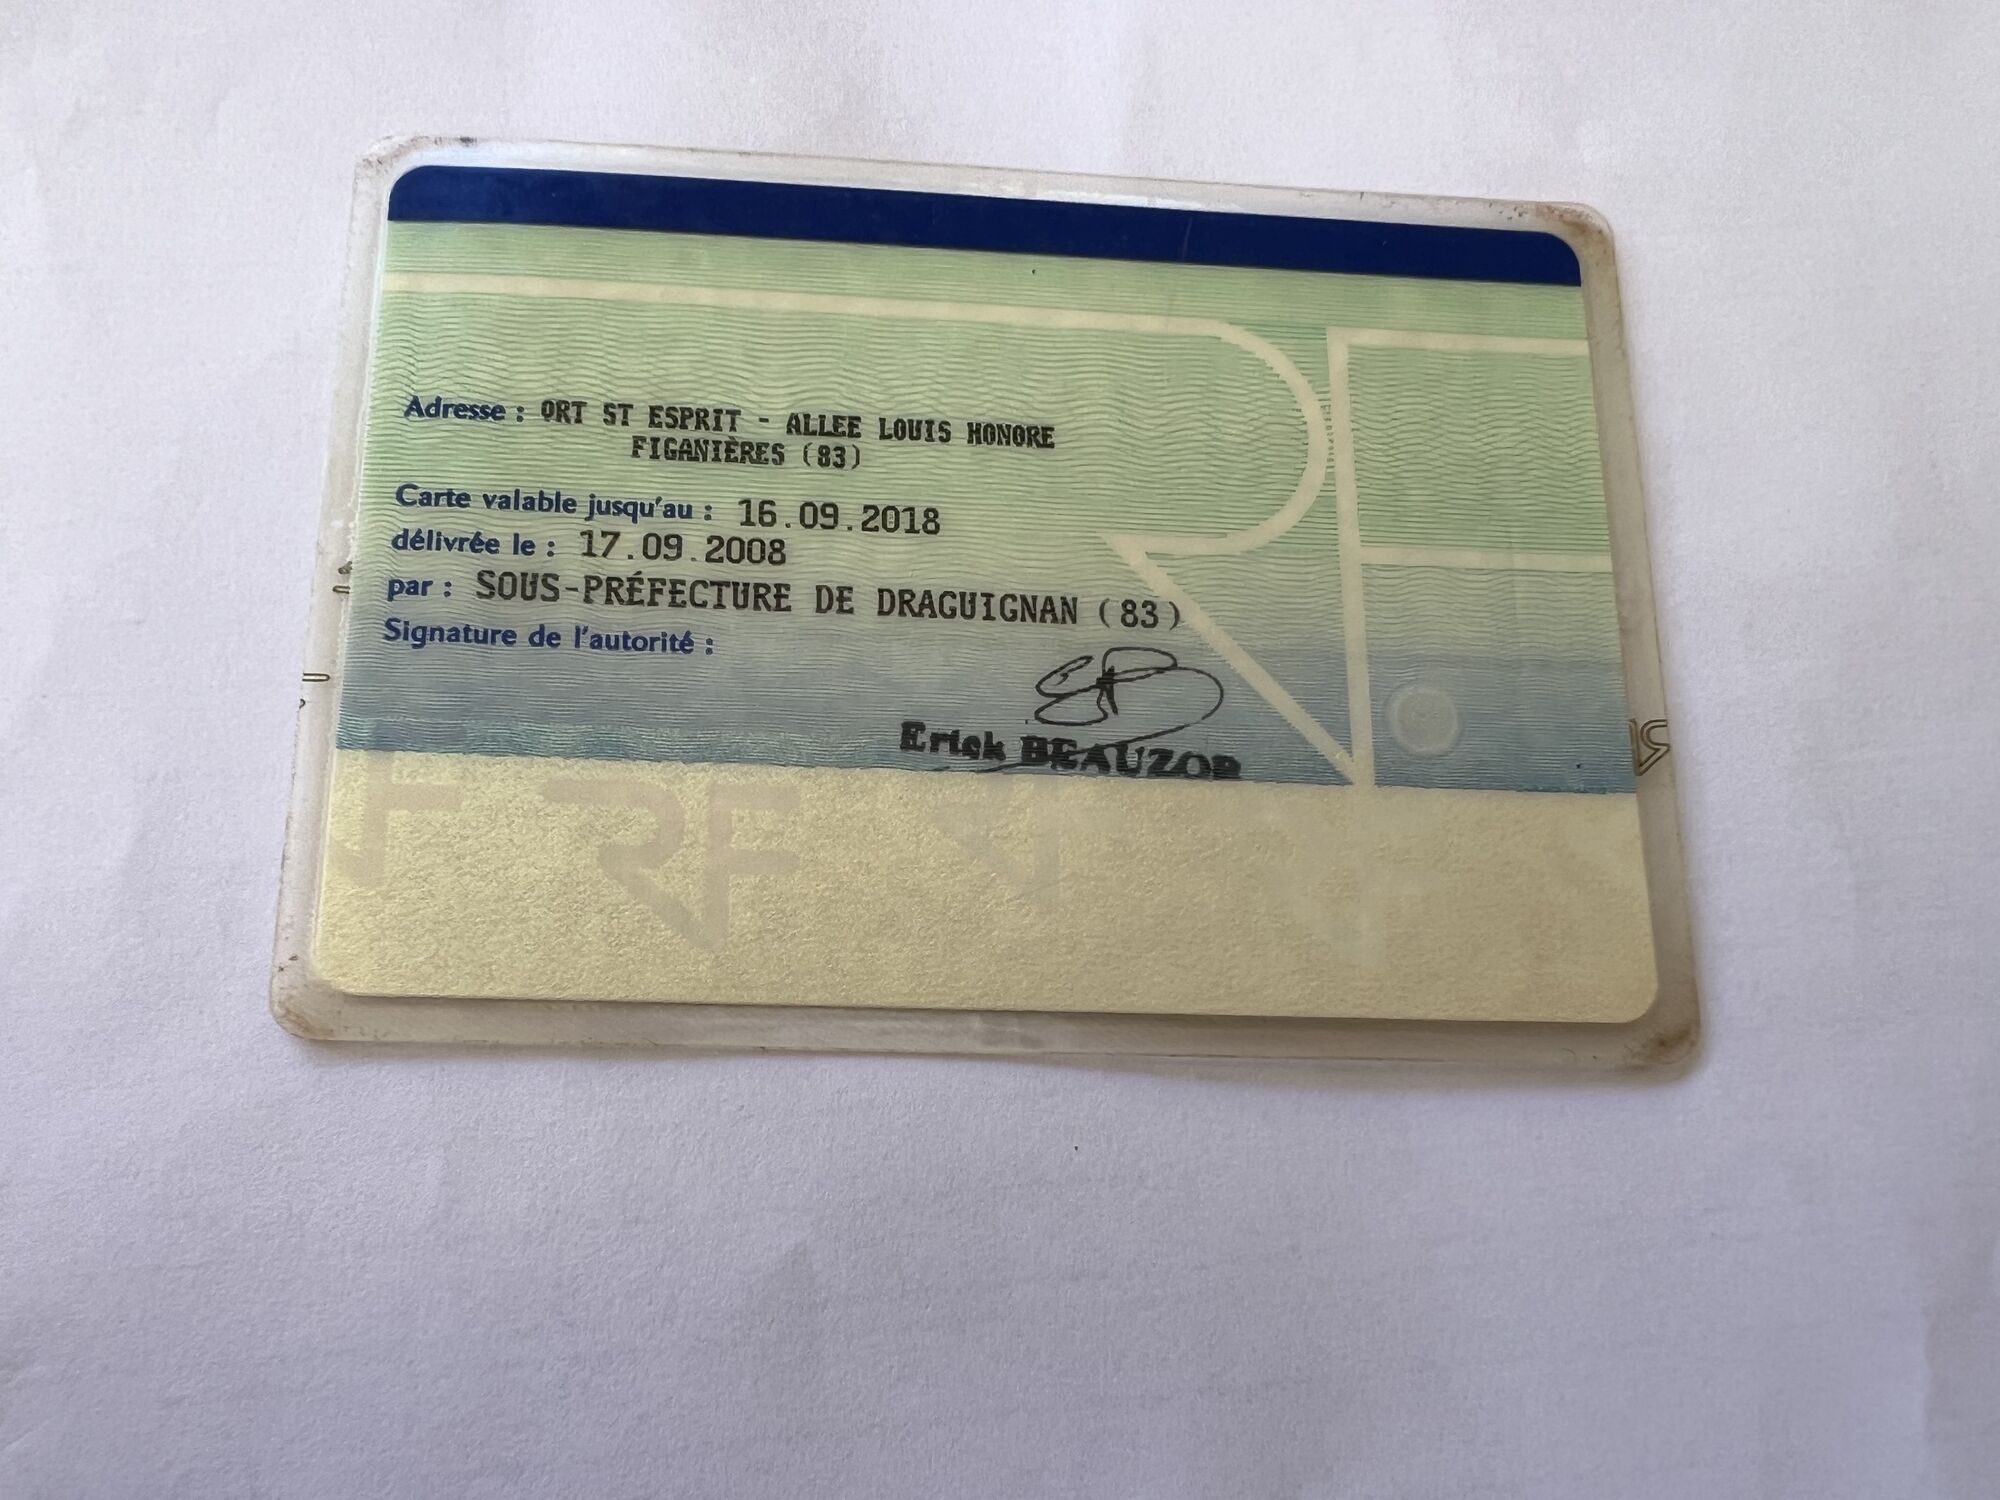 Adresse : QRT ST ESPRIT - ALLEE LOUIS HONORE
FIGANIÈRES (83)
Carte valable jusqu'au : 16.09.2018
délivrée le : 17.09.2008
par : SOUS-PRÉFECTURE DE DRAGUIGNAN (83)
Signature de l'autorité :
Erick BEAUZOR
RF
RF